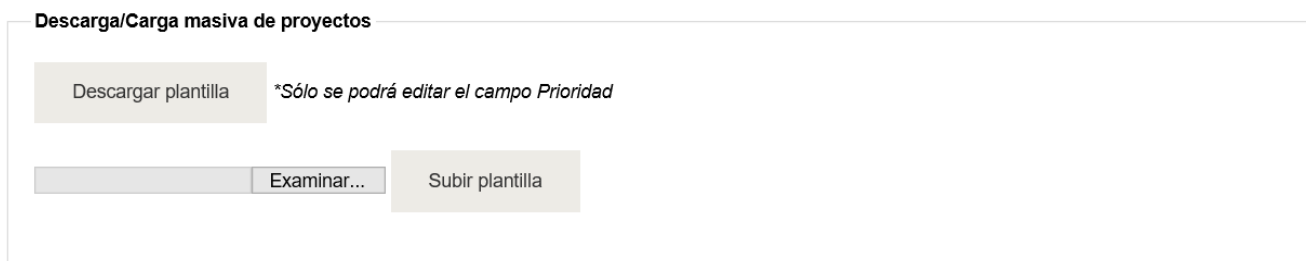 Descarga/Carga masiva de proyectos
Descargar plantilla *Sólo se podrá editar el campo Prioridad
Examinar... Subir plantilla